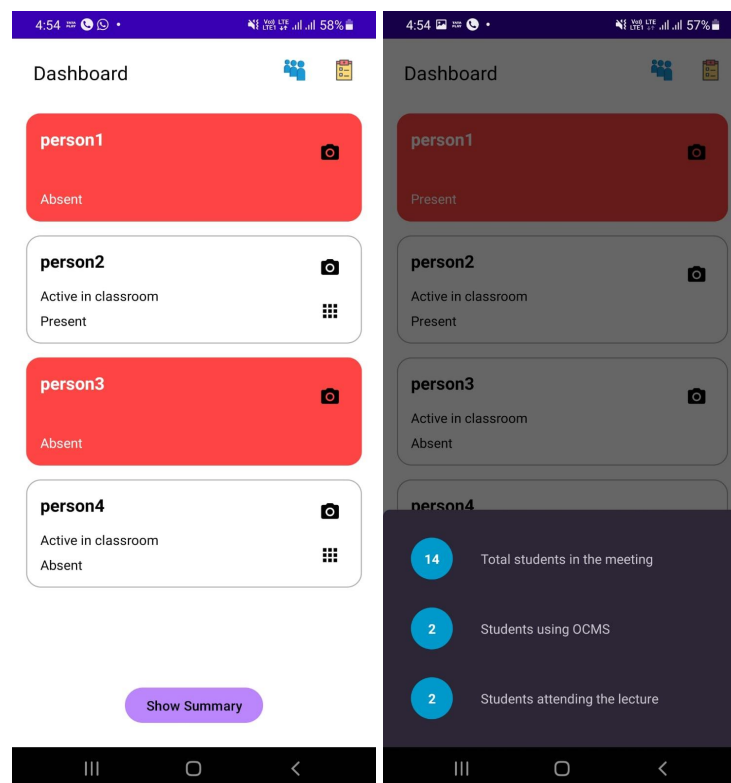 4:54
58%
Dashboard
person1
Absent
person2
Active in classroom
Present
person3
Absent
person4
Active in classroom
Absent
Show Summary
4:54
57%
Dashboard
person1
Present
person2
Active in classroom
Present
person3
Active in classroom
Absent
person4
14 Total students in the meeting
2 Students using OCMS
2 Students attending the lecture